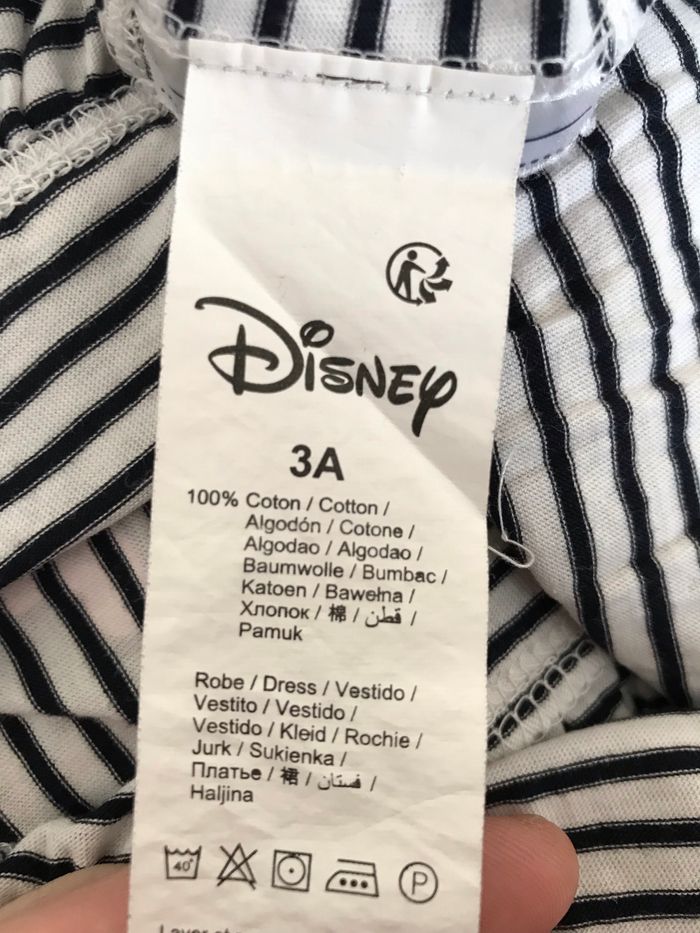 Disney
3A
100% Coton / Cotton /
Algodón / Cotone /
Algodao / Algodao /
Baumwolle / Bumbac /
Katoen / Bawełna /
Хлопок / 棉 / قطن /
Pamuk
Robe / Dress / Vestido /
Vestito / Vestido /
Vestido / Kleid / Rochie /
Jurk / Sukienka /
Платье / 裙 / فستان /
Haljina
40°
P